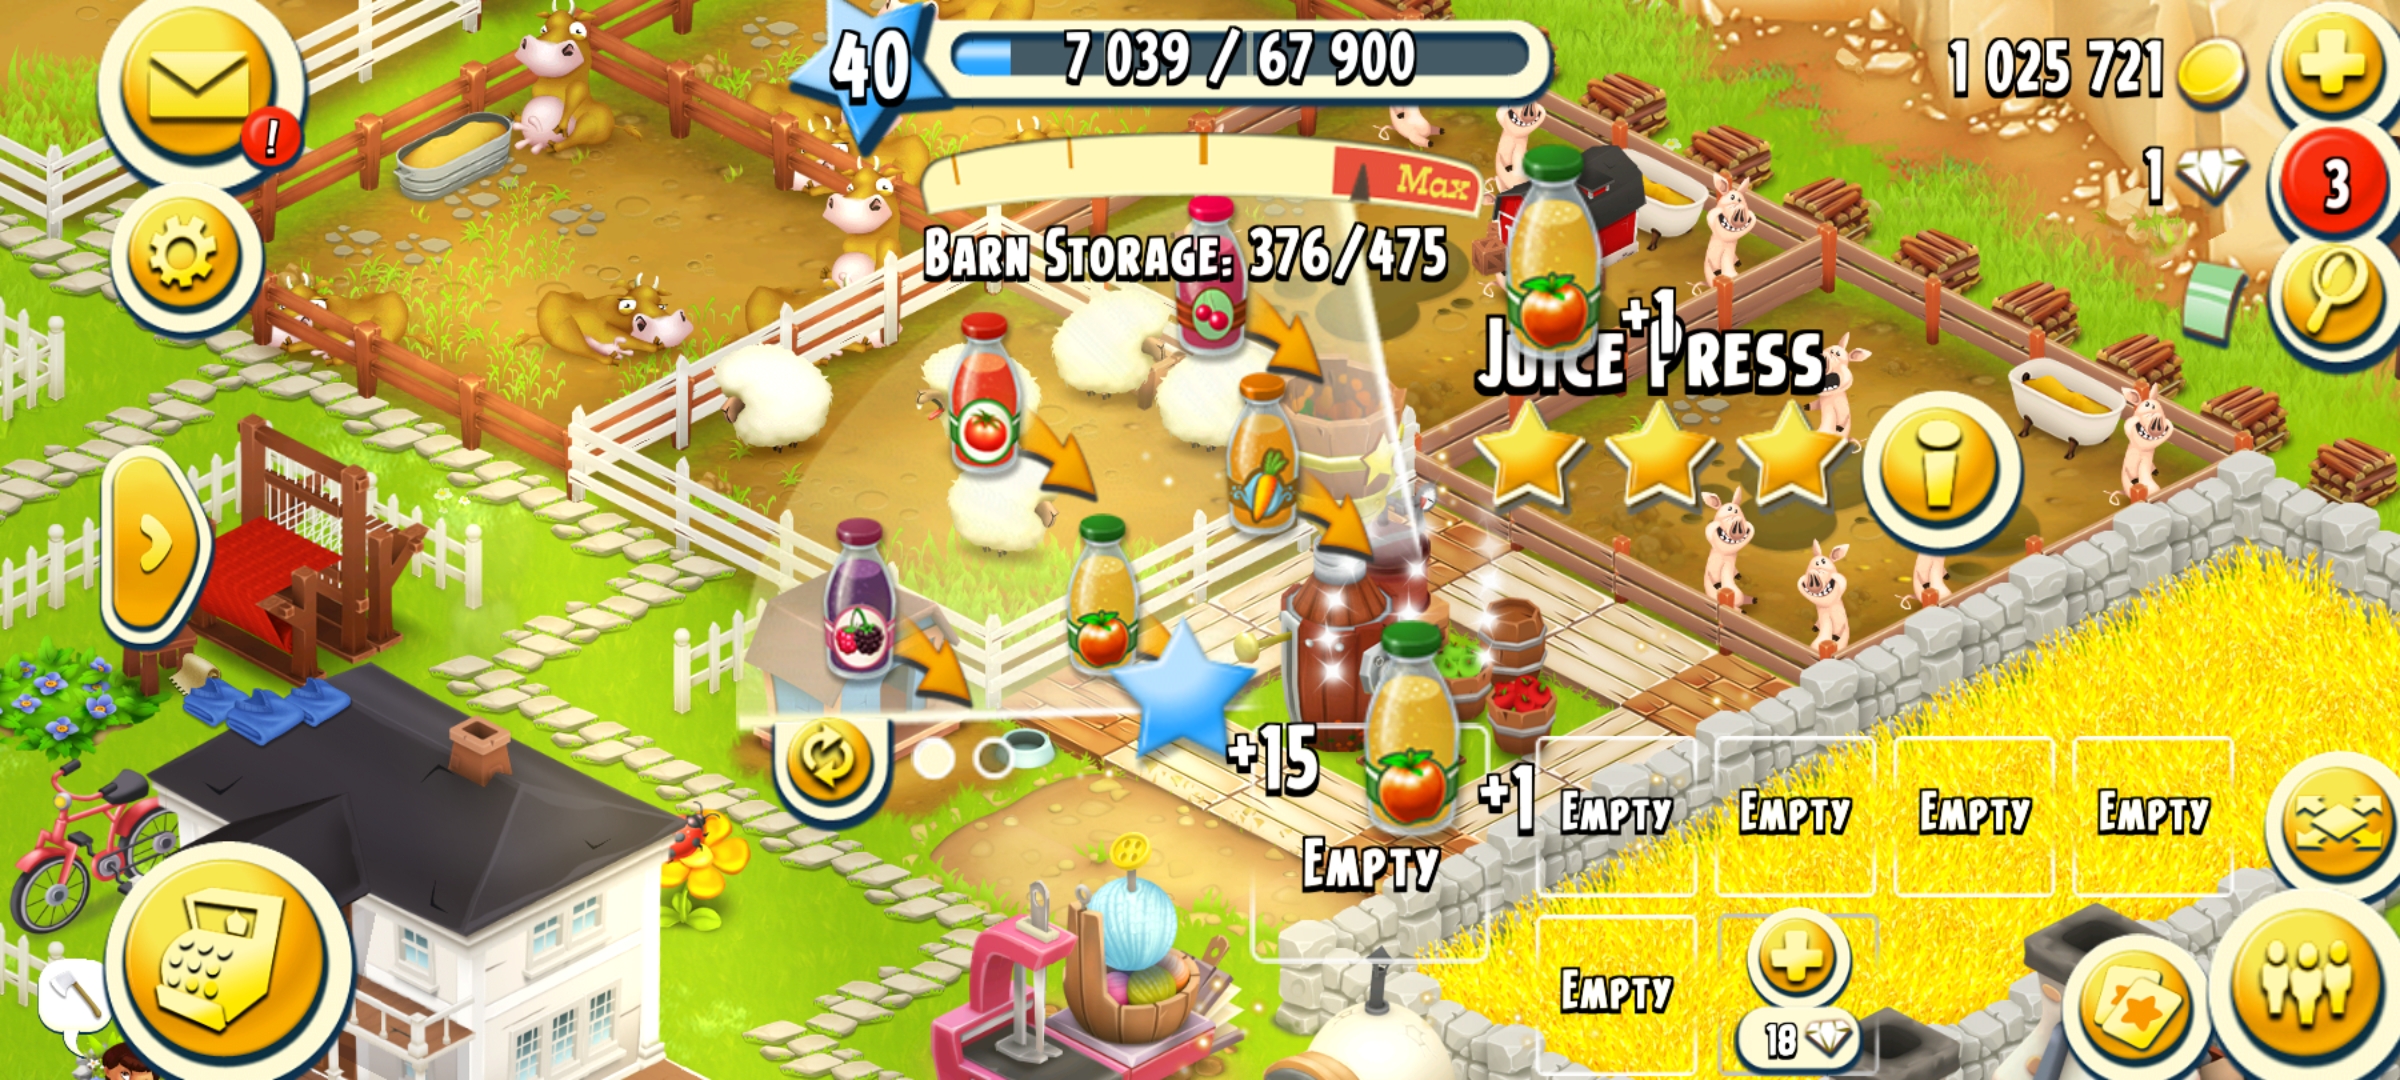 40
7 039 / 67 900
1 025 721
!
Max
1
3
BARN STORAGE: 376/475
+1
JUICE PRESS
+15
+1
EMPTY
EMPTY
EMPTY
EMPTY
EMPTY
EMPTY
18